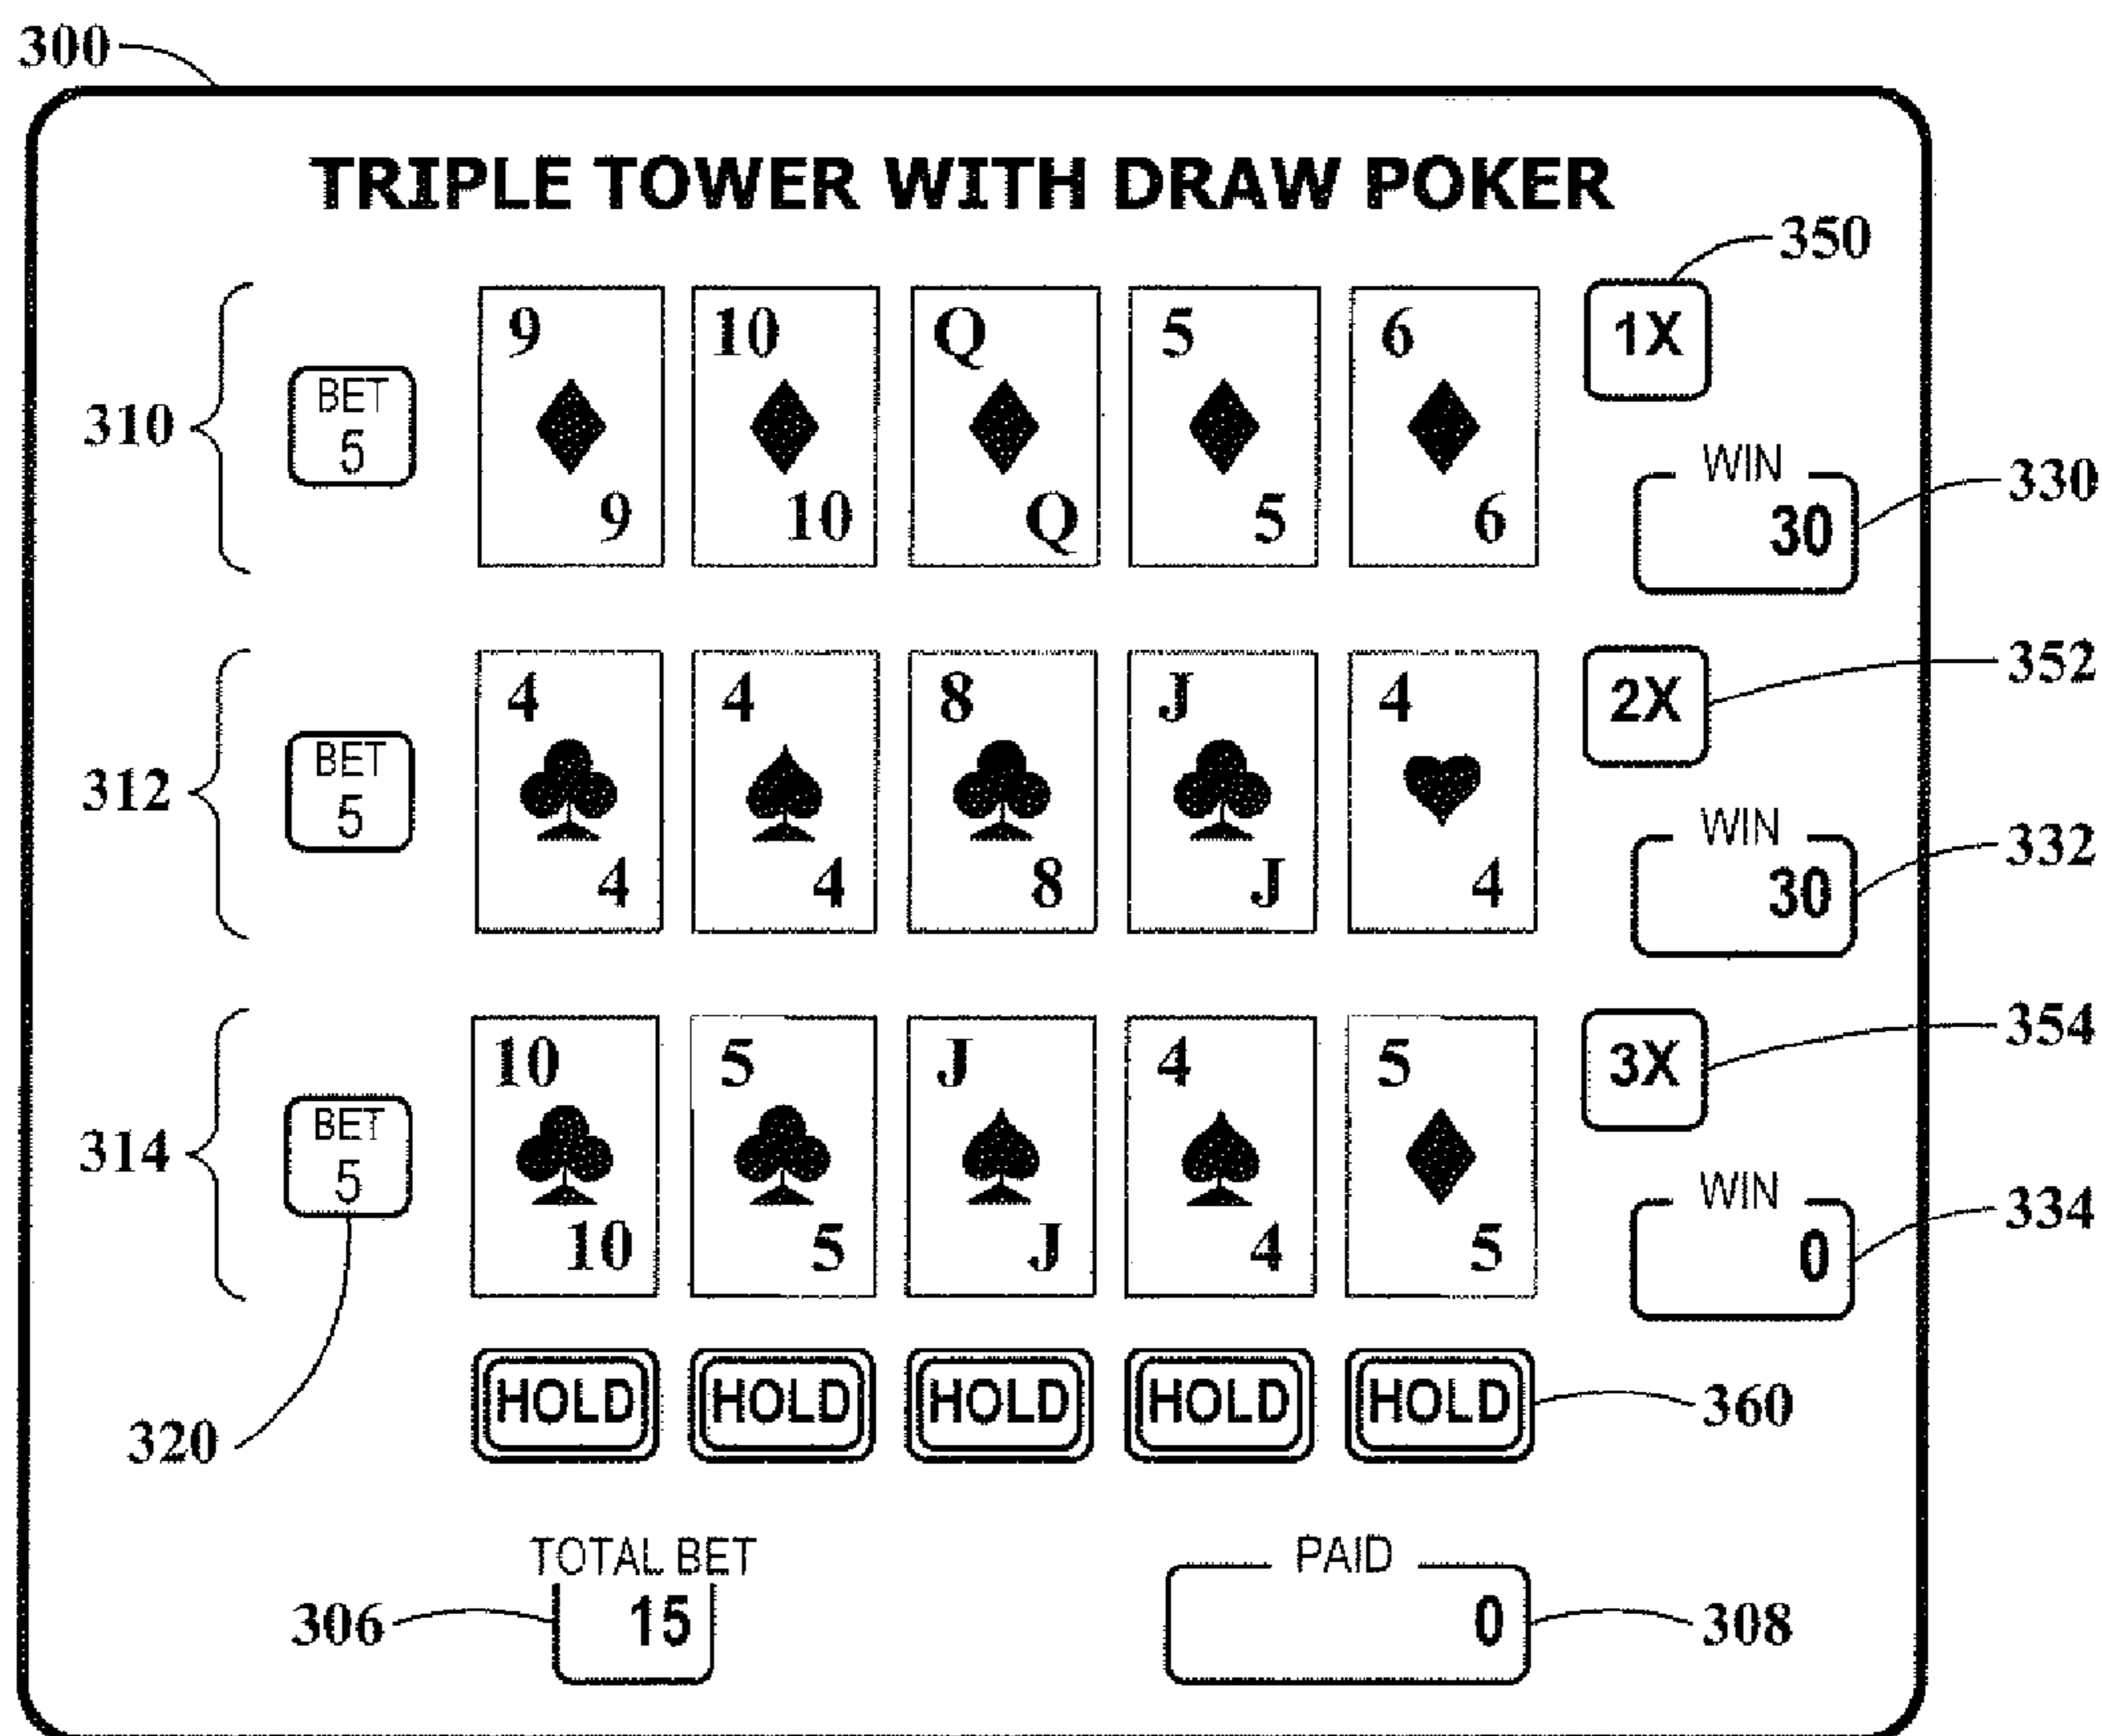 300
TRIPLE TOWER WITH DRAW POKER
350
9 10 Q 5 6 1X
310 BET 5
9 10 Q 5 6
WIN 30 330
4 4 8 J 4 2X 352
312 BET 5
4 4 8 J 4
WIN 30 332
10 5 J 4 5 3X 354
314 BET 5
10 5 J 4 5
WIN 0 334
320 HOLD HOLD HOLD HOLD HOLD 360
TOTAL BET PAID
306 15 0 308